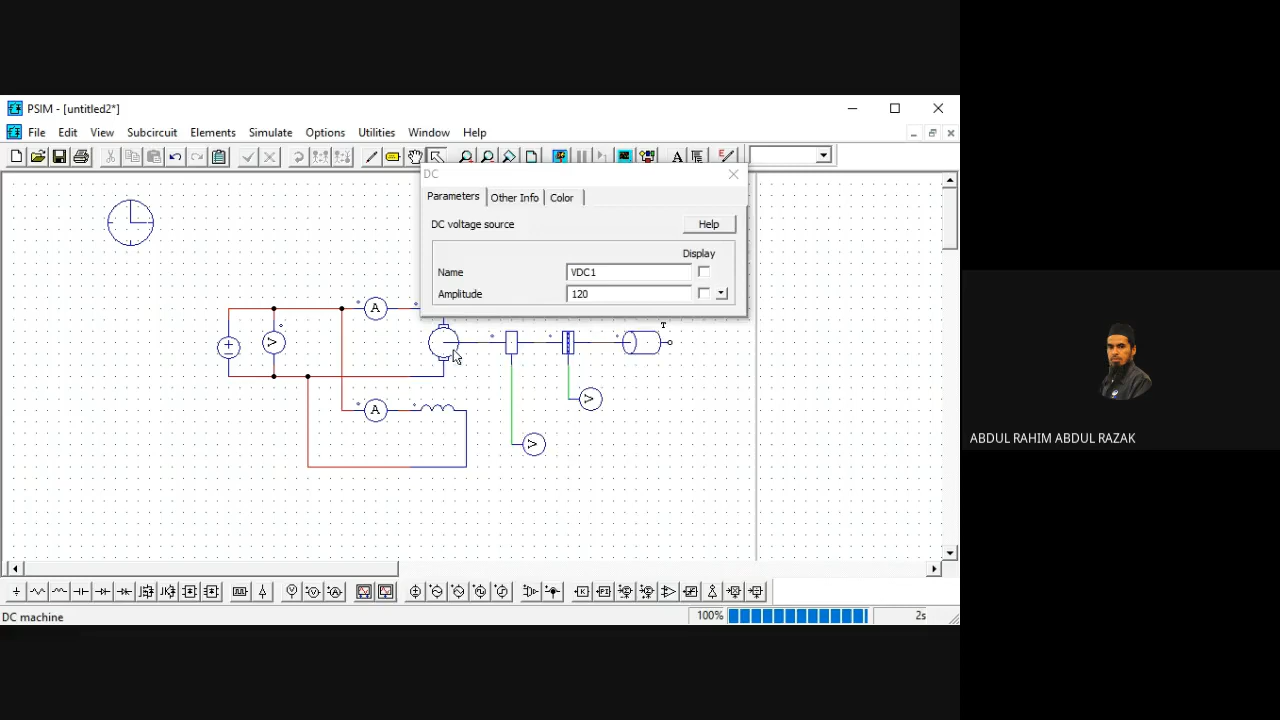 PSIM - [untitled2*]
File Edit View Subcircuit Elements Simulate Options Utilities Window Help
DC
Parameters Other Info Color
DC voltage source Help
Display
Name VDC1
Amplitude 120
A
T
V
V
A
V
ABDUL RAHIM ABDUL RAZAK
DC machine 100% 2s